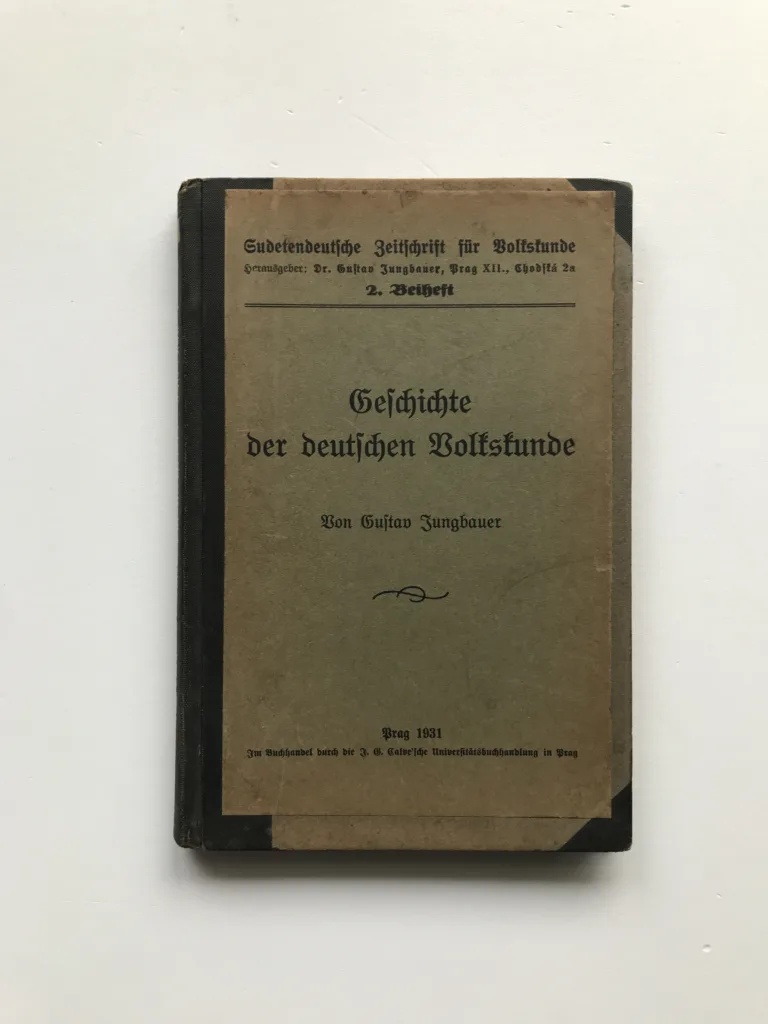 Sudetendeutsche Zeitschrift für Volkskunde
Herausgeber: Dr. Gustav Jungbauer, Prag XII., Chodská 2a
2. Beiheft
Geschichte
der deutschen Volkskunde
Von Gustav Jungbauer
Prag 1931
Im Buchhandel durch die J. G. Calve'sche Universitätsbuchhandlung in Prag